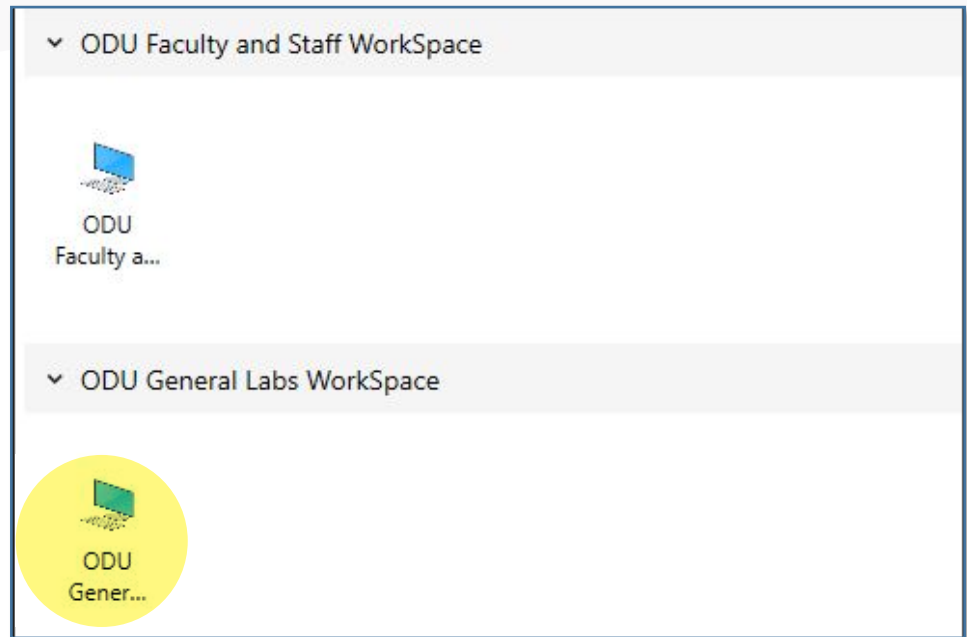 ODU Faculty and Staff WorkSpace
ODU
Faculty a...
ODU General Labs WorkSpace
ODU
Gener...